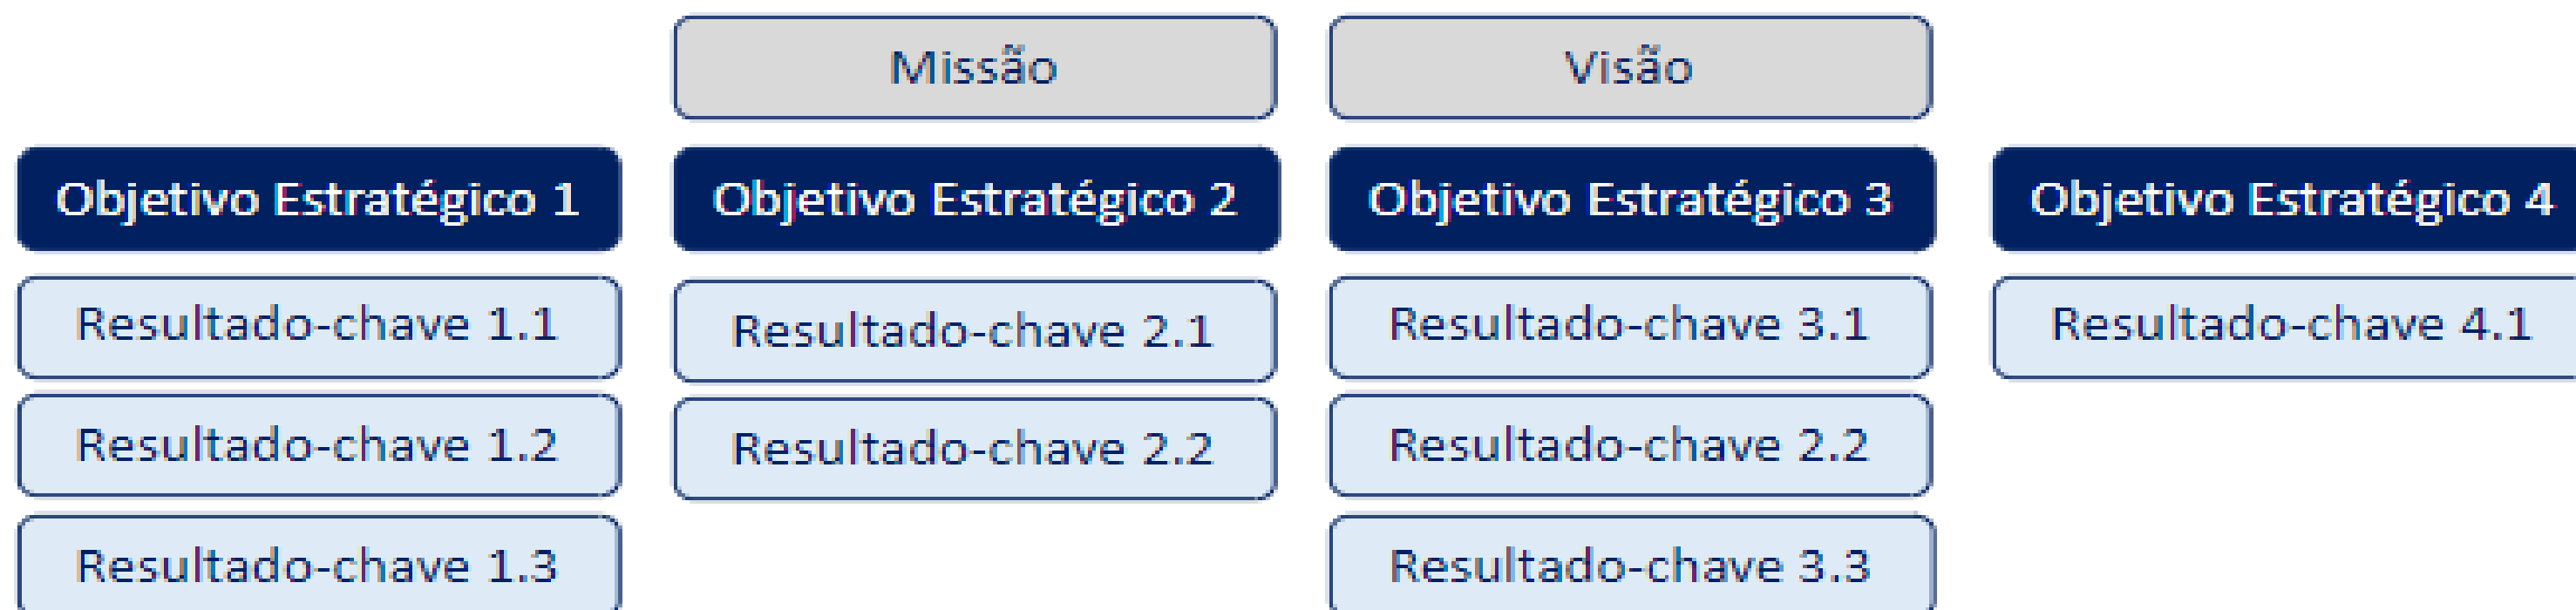 Missão
Visão
Objetivo Estratégico 1
Objetivo Estratégico 2
Objetivo Estratégico 3
Objetivo Estratégico 4
Resultado-chave 1.1
Resultado-chave 2.1
Resultado-chave 3.1
Resultado-chave 4.1
Resultado-chave 1.2
Resultado-chave 2.2
Resultado-chave 2.2
Resultado-chave 1.3
Resultado-chave 3.3